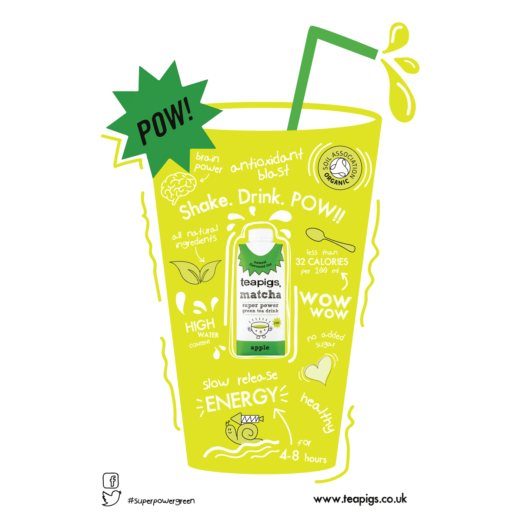 POW!
brain
power
antioxidant
blast
SOIL ASSOCIATION
ORGANIC
Shake. Drink. POW!!
all natural
ingredients
less than
32 CALORIES
per 100 ml
teapigs.
matcha
super power
green tea drink
apple
HIGH
WATER
content
WOW
WOW
no added
sugar
slow release
ENERGY
healthy
for
4-8 hours
#superpowergreen
www.teapigs.co.uk